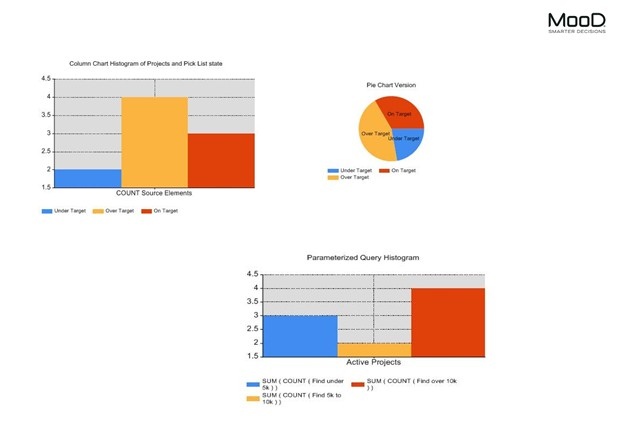 MooD
SMARTER DECISIONS
Column Chart Histogram of Projects and Pick List state
4.5
4
3.5
3
2.5
2
1.5
COUNT Source Elements
Under Target
Over Target
On Target
Pie Chart Version
On Target
Over Target
Under Target
Under Target
On Target
Over Target
Parameterized Query Histogram
4.5
4
3.5
3
2.5
2
1.5
Active Projects
SUM ( COUNT ( Find under
5k ) )
SUM ( COUNT ( Find over 10k
) )
SUM ( COUNT ( Find 5k to
10k ) )